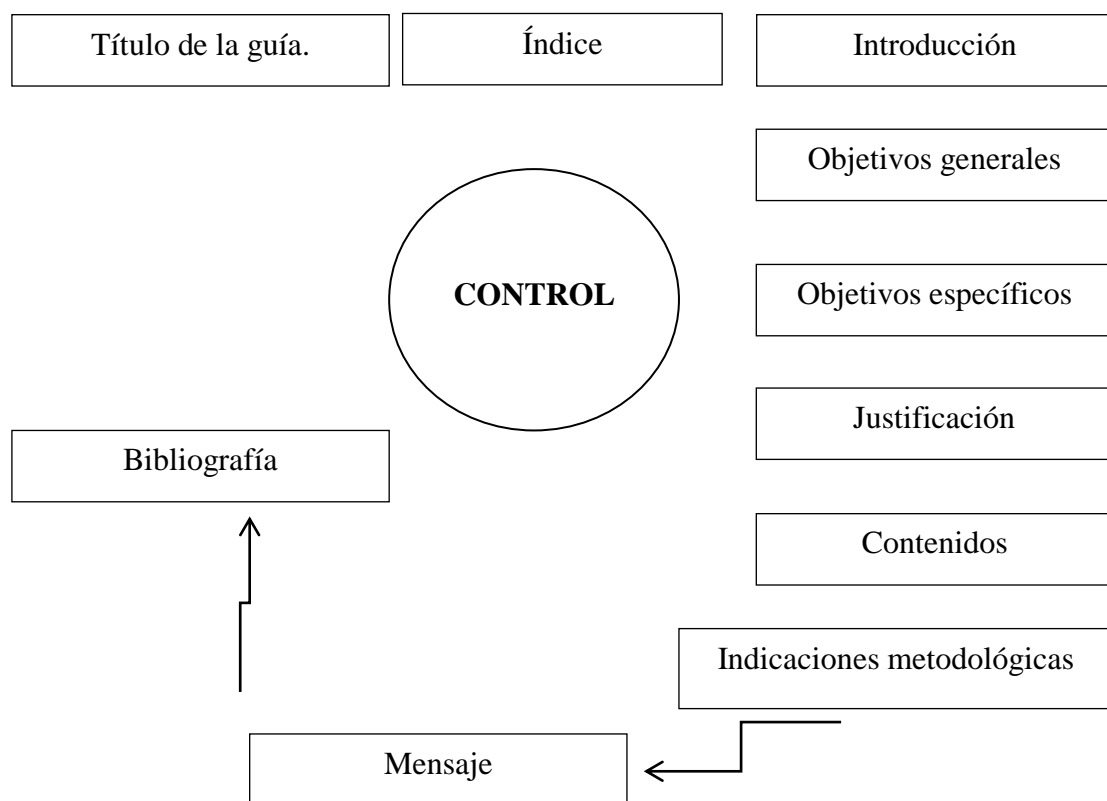 Título de la guía.
Índice
Introducción
Objetivos generales
CONTROL
Objetivos específicos
Justificación
Bibliografía
Contenidos
Indicaciones metodológicas
Mensaje